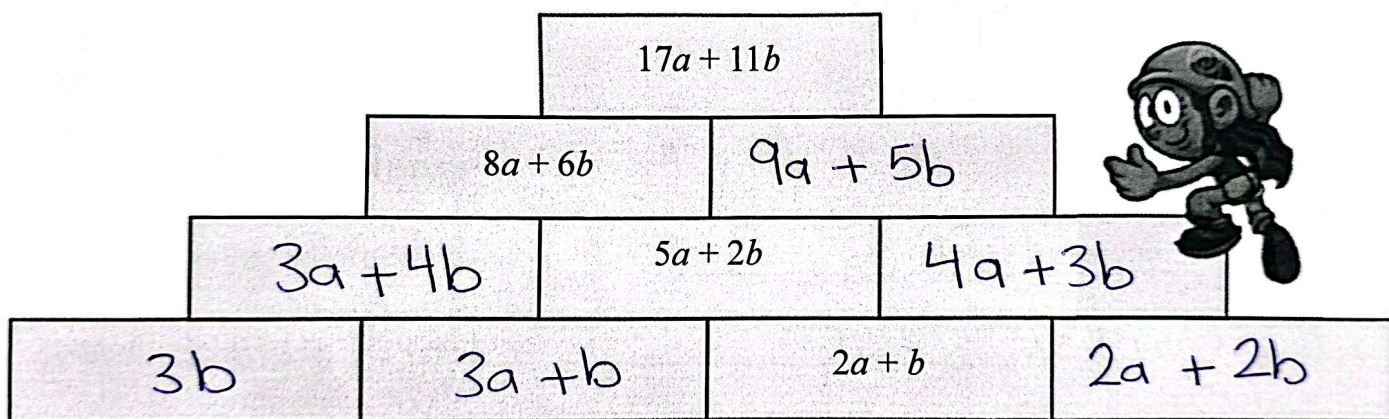 17a + 11b
8a + 6b 9a + 5b
3a + 4b 5a + 2b 4a + 3b
3b 3a + b 2a + b 2a + 2b